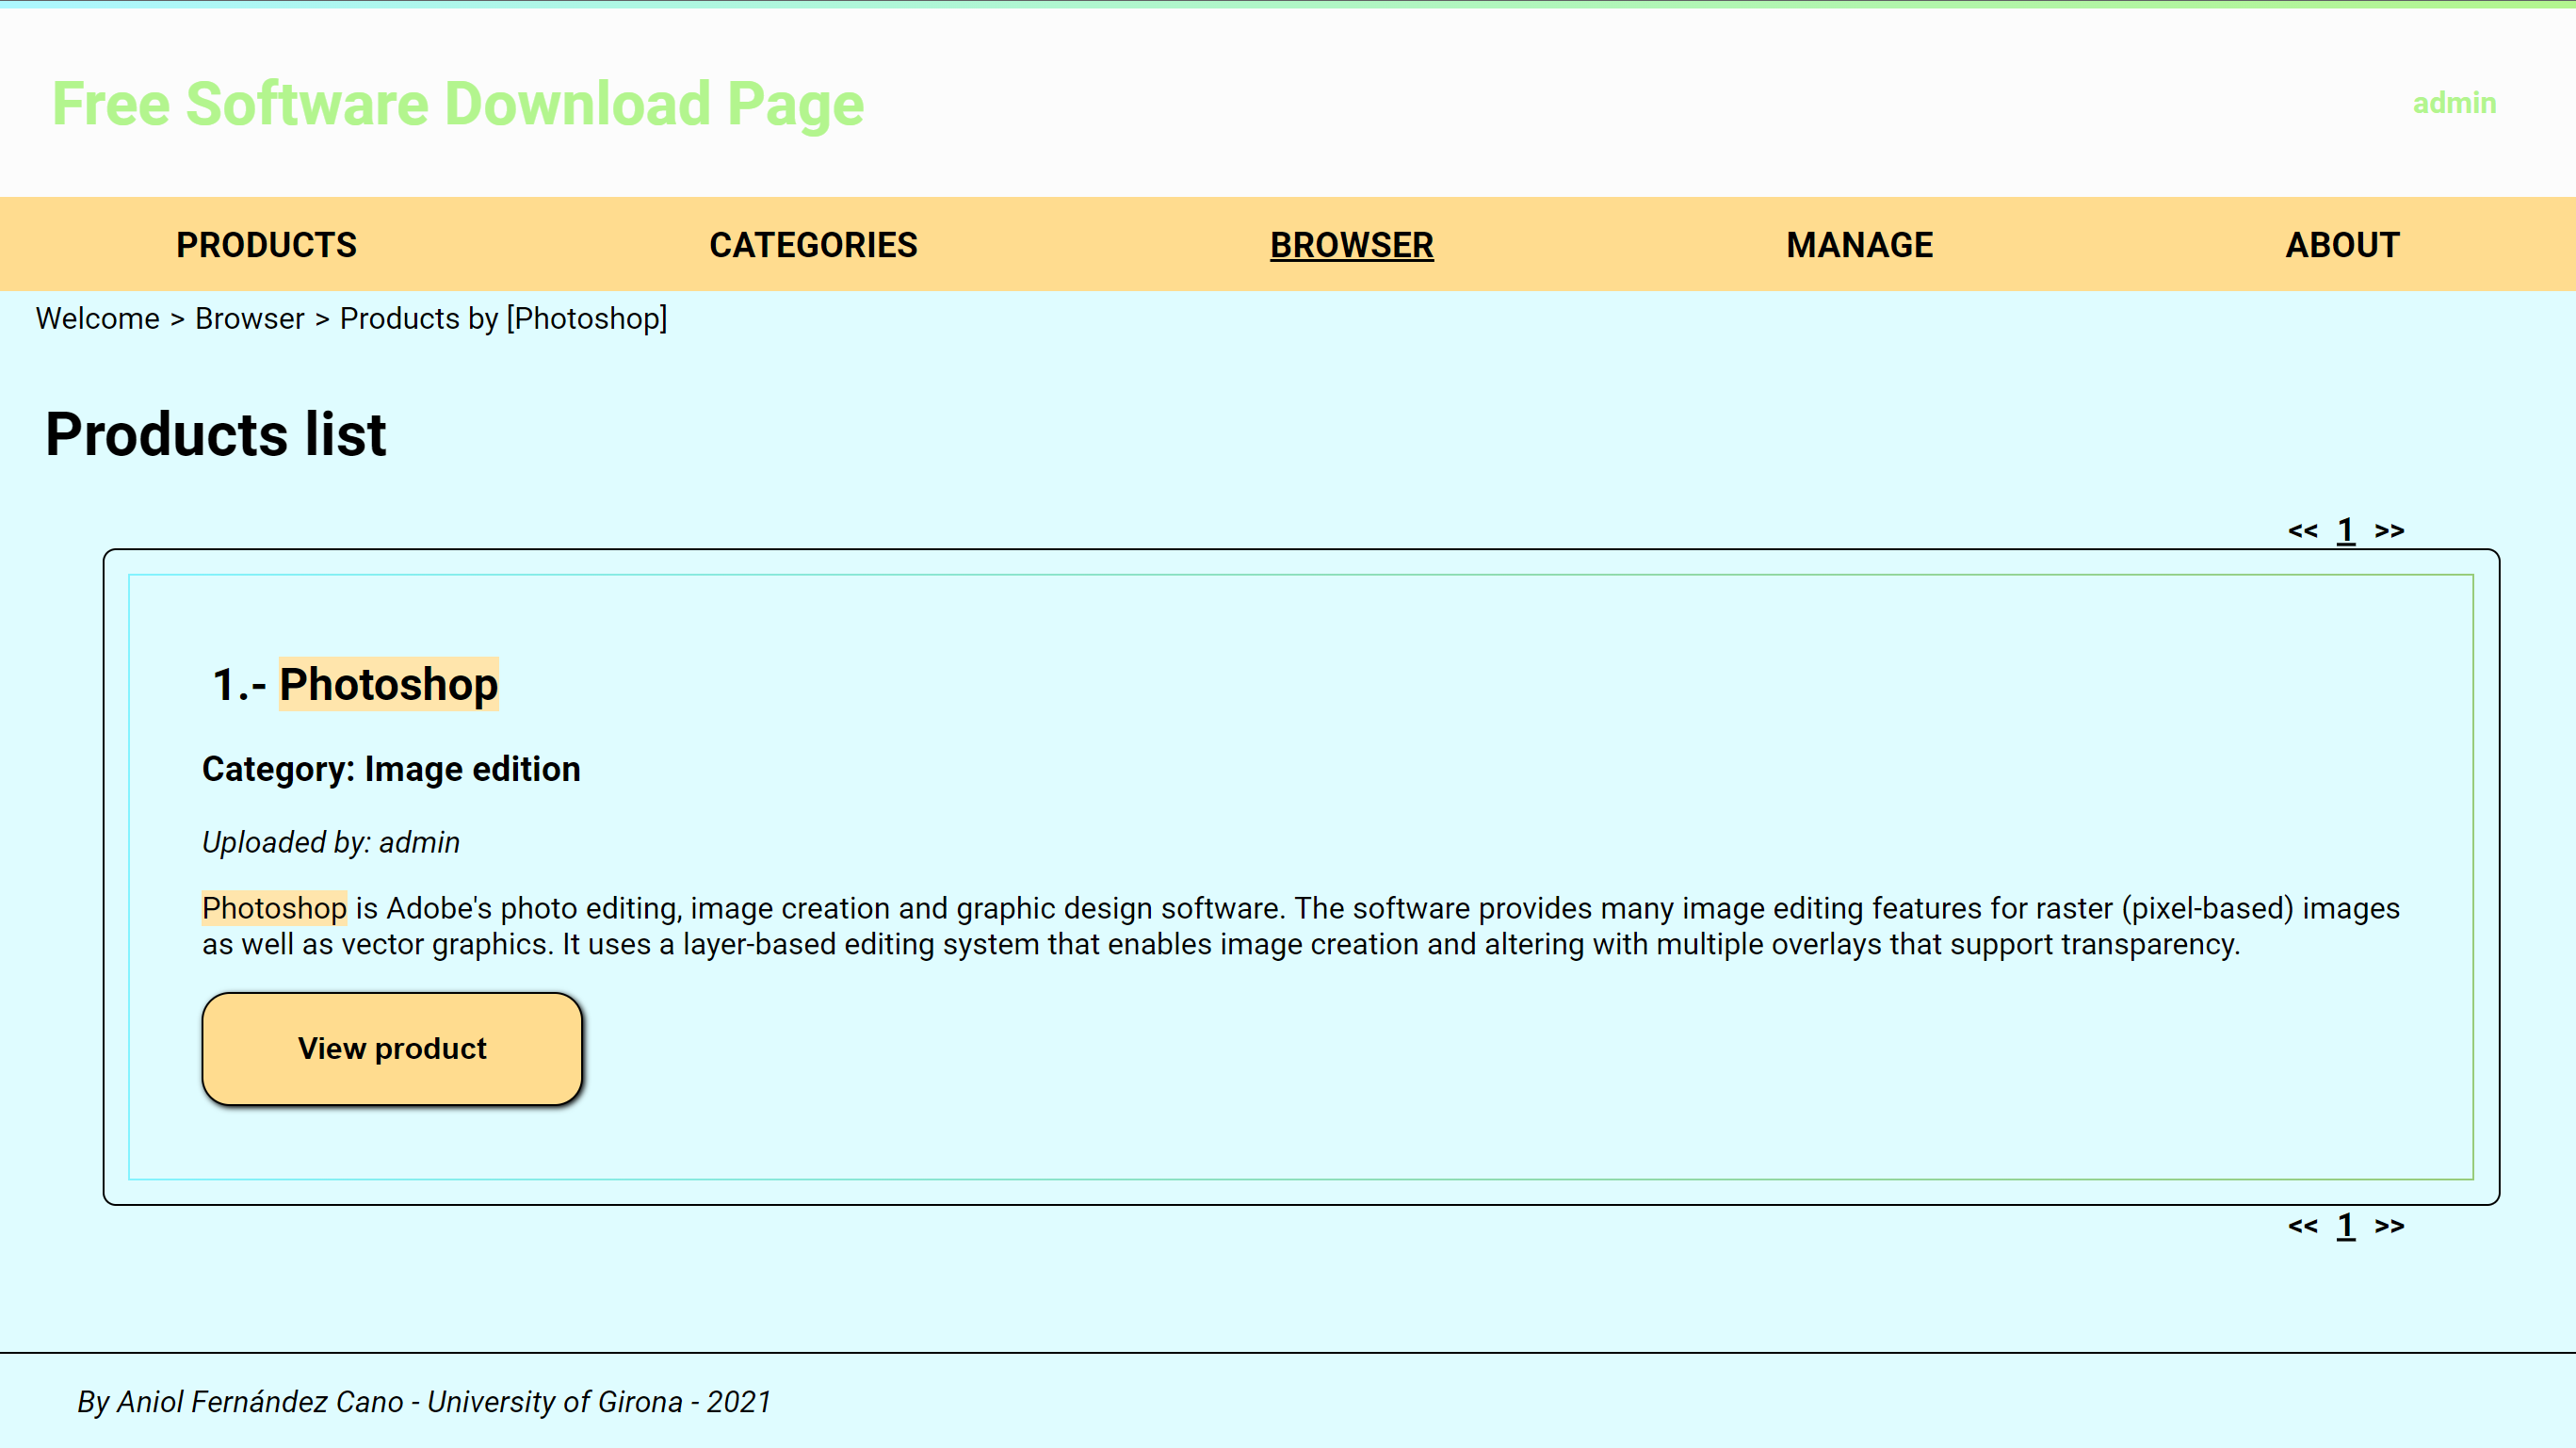 Free Software Download Page
admin
PRODUCTS CATEGORIES BROWSER MANAGE ABOUT
Welcome > Browser > Products by [Photoshop]
Products list
<< 1 >>
1.- Photoshop
Category: Image edition
Uploaded by: admin
Photoshop is Adobe's photo editing, image creation and graphic design software. The software provides many image editing features for raster (pixel-based) images
as well as vector graphics. It uses a layer-based editing system that enables image creation and altering with multiple overlays that support transparency.
View product
<< 1 >>
By Aniol Fernández Cano - University of Girona - 2021